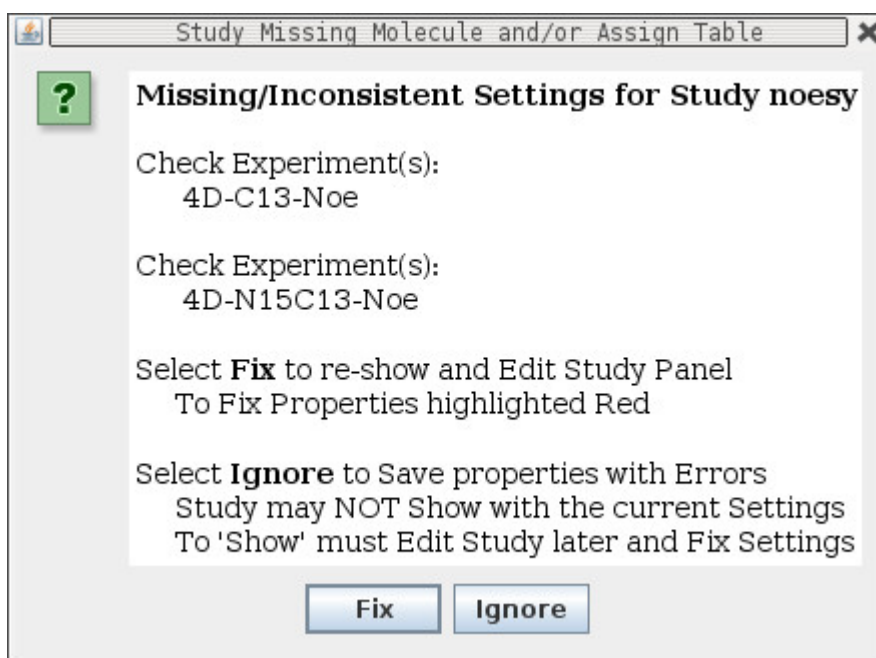 Study Missing Molecule and/or Assign Table
?
Missing/Inconsistent Settings for Study noesy
Check Experiment(s):
4D-C13-Noe
Check Experiment(s):
4D-N15C13-Noe
Select Fix to re-show and Edit Study Panel
To Fix Properties highlighted Red
Select Ignore to Save properties with Errors
Study may NOT Show with the current Settings
To 'Show' must Edit Study later and Fix Settings
Fix Ignore